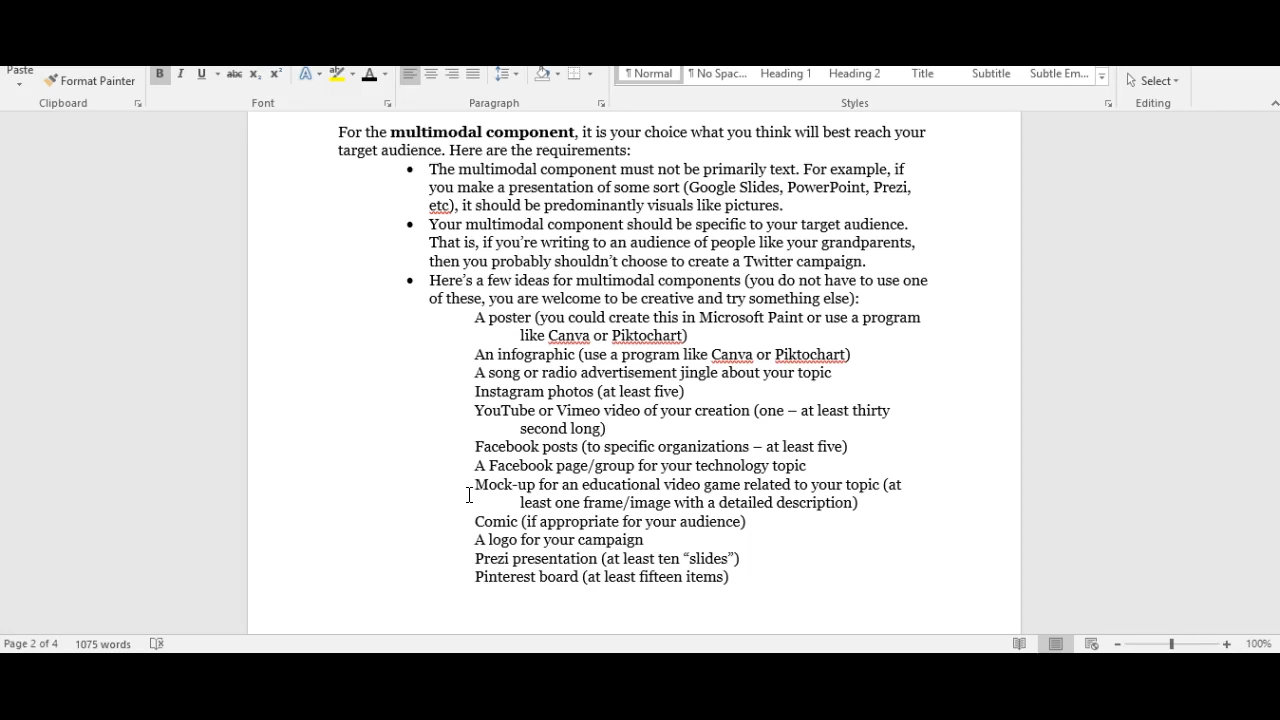 Paste
Format Painter
B I U abc X₂ X² A ab A
Select
Normal
No Spac...
Heading 1
Heading 2
Title
Subtitle
Subtle Em...
Clipboard
Font
Paragraph
Styles
Editing
For the multimodal component, it is your choice what you think will best reach your
target audience. Here are the requirements:
• The multimodal component must not be primarily text. For example, if
you make a presentation of some sort (Google Slides, PowerPoint, Prezi,
etc), it should be predominantly visuals like pictures.
• Your multimodal component should be specific to your target audience.
That is, if you’re writing to an audience of people like your grandparents,
then you probably shouldn’t choose to create a Twitter campaign.
• Here’s a few ideas for multimodal components (you do not have to use one
of these, you are welcome to be creative and try something else):
A poster (you could create this in Microsoft Paint or use a program
like Canva or Piktochart)
An infographic (use a program like Canva or Piktochart)
A song or radio advertisement jingle about your topic
Instagram photos (at least five)
YouTube or Vimeo video of your creation (one – at least thirty
second long)
Facebook posts (to specific organizations – at least five)
A Facebook page/group for your technology topic
Mock-up for an educational video game related to your topic (at
least one frame/image with a detailed description)
Comic (if appropriate for your audience)
A logo for your campaign
Prezi presentation (at least ten “slides”)
Pinterest board (at least fifteen items)
Page 2 of 4
1075 words
100%